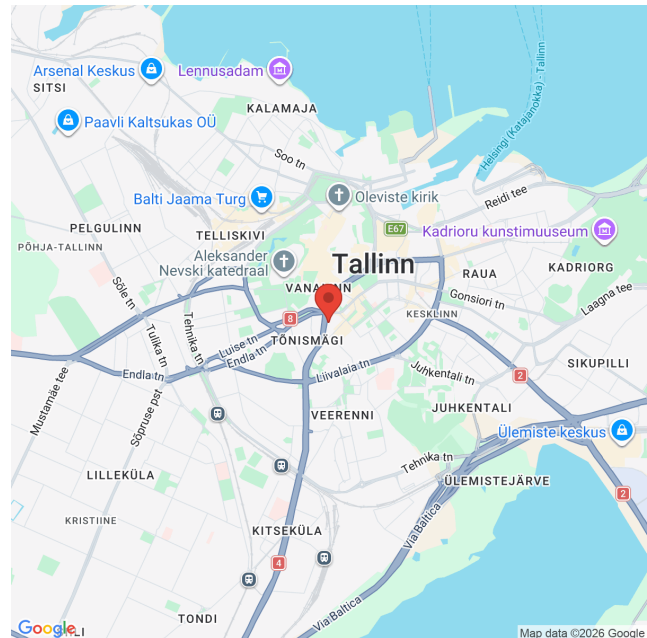 Arsenal Keskus
Lennusadam
SITSI
KALAMAJA
Paavli Kaltsukas OÜ
Soo tn
Helsingi (Katajanokka) - Tallinn
Balti Jaama Turg
Oleviste kirik
Reidi tee
PELGULINN
TELLISKIVI
E67
Kadrioru kunstimuuseum
PÕHJA-TALLINN
Aleksander
Nevski katedraal
Tallinn
RAUA
KADRIORG
Sõle tn
VANALINN
Gonsiori tn
Laagna tee
Tulika tn
Tehnika tn
8
KESKLINN
Luise tn
Endla tn
TÕNISMÄGI
SIKUPILLI
Endla tn
Liivalaia tn
Juhkentali tn
2
Mustamäe tee
Sõpruse pst
VEERENNI
JUHKENTALI
Ülemiste keskus
Tehnika tn
LILLEKÜLA
ÜLEMISTEJÄRVE
2
KRISTIINE
KITSEKÜLA
Via Baltica
4
TONDI
Via Baltica
Google
Map data ©2026 Google